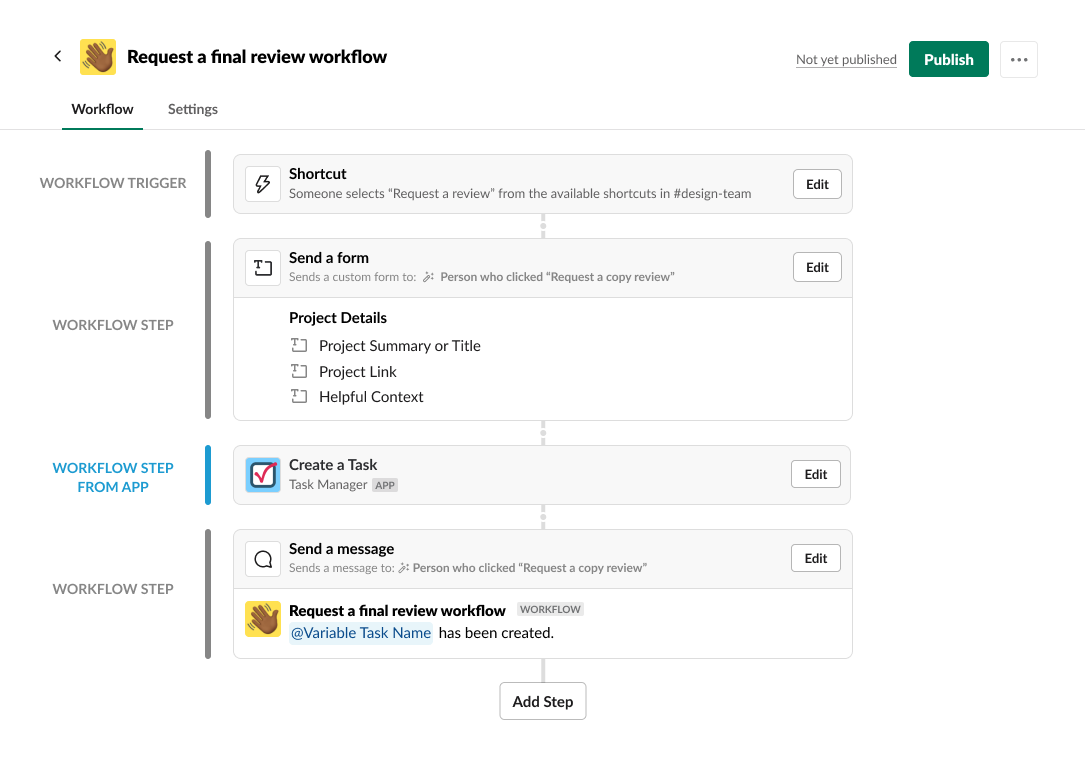 Request a final review workflow
Not yet published
Publish
Workflow
Settings
WORKFLOW TRIGGER
Shortcut
Someone selects “Request a review” from the available shortcuts in #design-team
Edit
WORKFLOW STEP
Send a form
Sends a custom form to: Person who clicked “Request a copy review”
Edit
Project Details
Project Summary or Title
Project Link
Helpful Context
WORKFLOW STEP
FROM APP
Create a Task
Task Manager APP
Edit
WORKFLOW STEP
Send a message
Sends a message to: Person who clicked “Request a copy review”
Edit
Request a final review workflow WORKFLOW
@Variable Task Name has been created.
Add Step